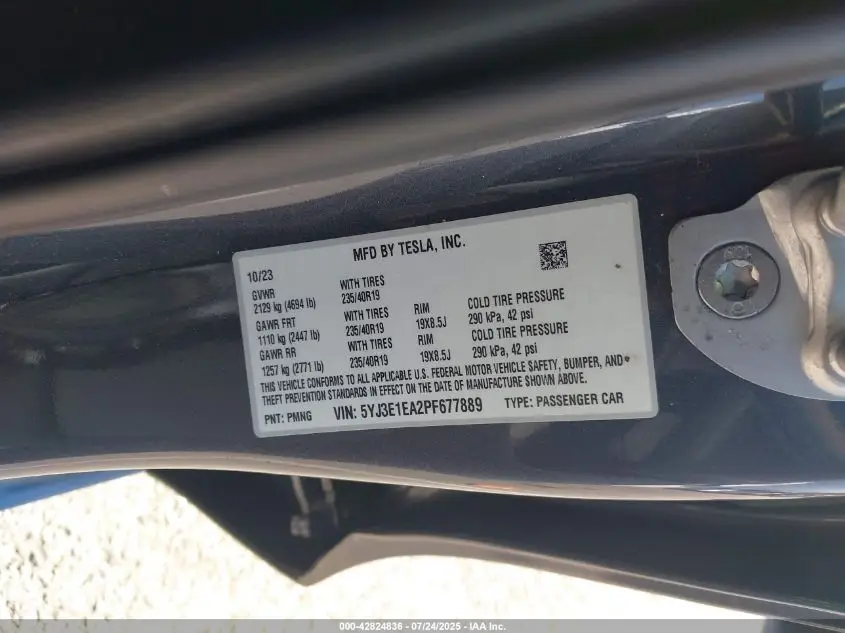 MFD BY TESLA, INC.
10/23
GVWR WITH TIRES
2129 kg (4694 lb) 235/40R19
GAWR FRT WITH TIRES RIM COLD TIRE PRESSURE
1110 kg (2447 lb) 235/40R19 19X8.5J 290 kPa, 42 psi
GAWR RR WITH TIRES RIM COLD TIRE PRESSURE
1257 kg (2771 lb) 235/40R19 19X8.5J 290 kPa, 42 psi
THIS VEHICLE CONFORMS TO ALL APPLICABLE U.S. FEDERAL MOTOR VEHICLE SAFETY, BUMPER, AND
THEFT PREVENTION STANDARDS IN EFFECT ON THE DATE OF MANUFACTURE SHOWN ABOVE.
PNT: PMNG VIN: 5YJ3E1EA2PF677889 TYPE: PASSENGER CAR
000-42824836 - 07/24/2025 - IAA Inc.